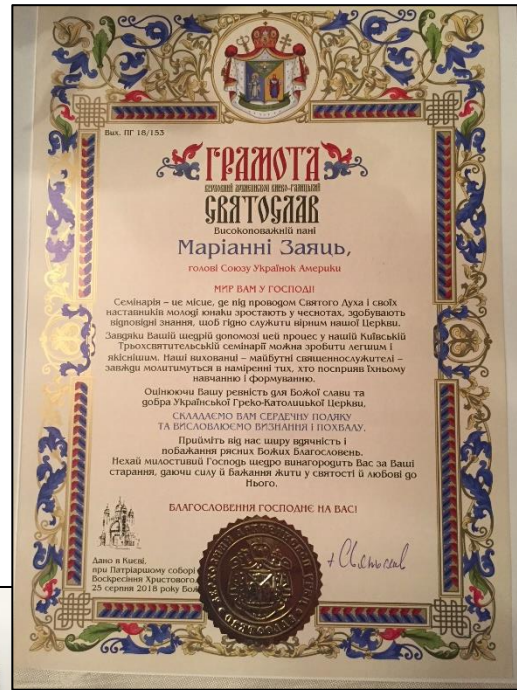 Вих. ПГ 18/153
ГРАМОТА
ВЕРХОВНИЙ АРХИЄПИСКОП КИЄВО-ГАЛИЦЬКИЙ
СВЯТОСЛАВ
Високоповажній пані
Маріанні Заяць,
голові Союзу Українок Америки
МИР ВАМ У ГОСПОДІ!
Семінарія – це місце, де під проводом Святого Духа і своїх
наставників молоді юнаки зростають у чеснотах, здобувають
відповідні знання, щоб гідно служити вірним нашої Церкви.
Завдяки Вашій щедрій допомозі цей процес у нашій Київській
Трьохсвятительській семінарії можна зробити легшим і
якіснішим. Наші вихованці – майбутні священнослужителі –
завжди молитимуться в наміренні тих, хто посприяв їхньому
навчанню і формуванню.
Оцінюючи Вашу ревність для Божої слави та
добра Української Греко-Католицької Церкви,
СКЛАДАЄМО ВАМ СЕРДЕЧНУ ПОДЯКУ
ТА ВИСЛОВЛЮЄМО ВИЗНАННЯ І ПОХВАЛУ.
Прийміть від нас щиру вдячність і
побажання рясних Божих благословень.
Нехай милостивий Господь щедро винагородить Вас за Ваші
старання, даючи силу й бажання жити у святості й любові до
Нього.
БЛАГОСЛОВЕННЯ ГОСПОДНЄ НА ВАС!
Дано в Києві,
при Патріаршому соборі
Воскресіння Христового,
25 серпня 2018 року
+ Святослав